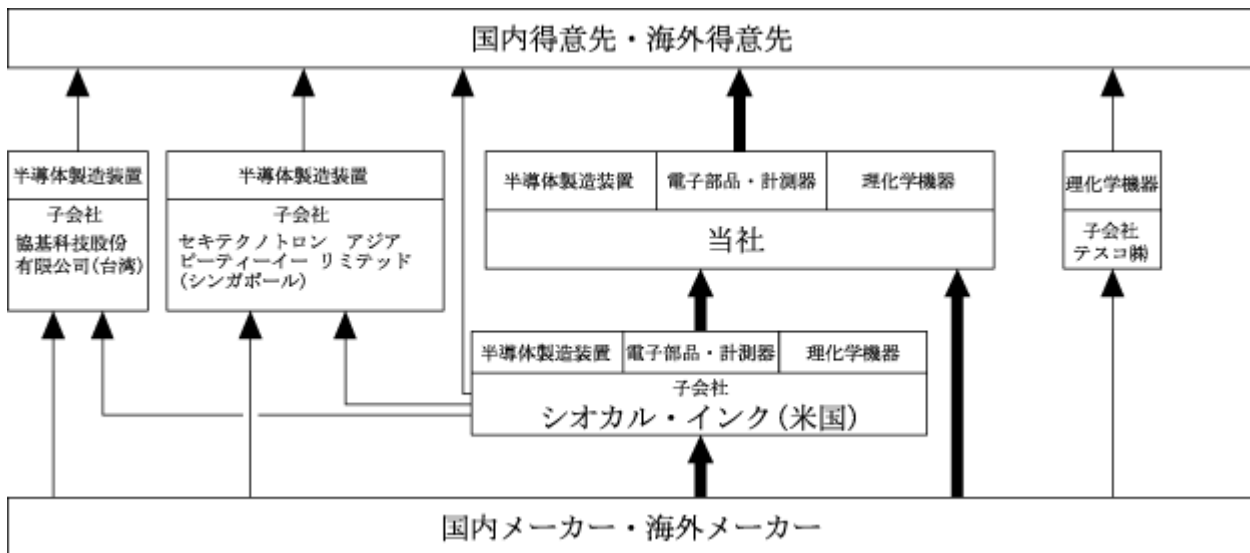 国内得意先・海外得意先
半導体製造装置
子会社
協基科技股份
有限公司(台湾)
半導体製造装置
子会社
セキテクノトロン アジア
ピーティーイー リミテッド
(シンガポール)
半導体製造装置
電子部品・計測器
理化学機器
当社
理化学機器
子会社
テスコ㈱
半導体製造装置
電子部品・計測器
理化学機器
子会社
シオカル・インク(米国)
国内メーカー・海外メーカー